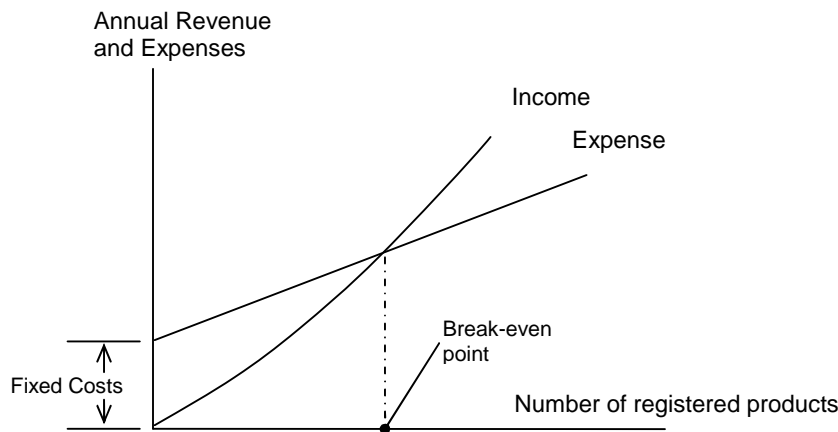 Annual Revenue
and Expenses
Income
Expense
Break-even
point
Fixed Costs
Number of registered products